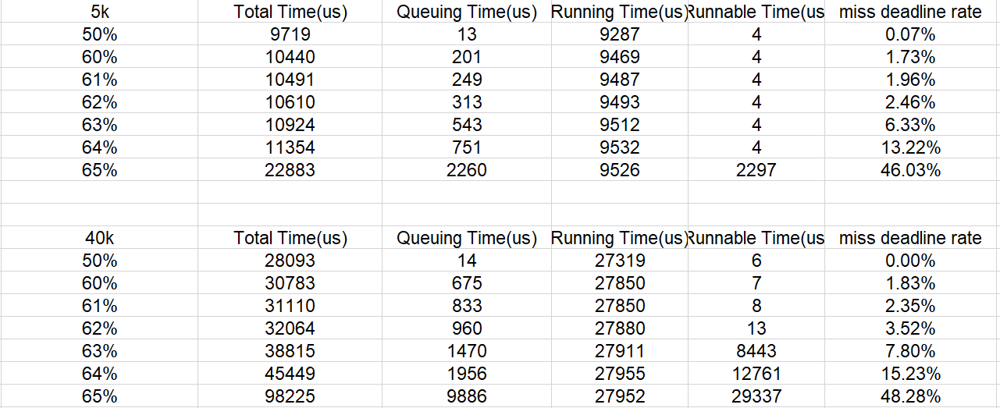 5k Total Time(us) Queuing Time(us) Running Time(us) Runnable Time(us miss deadline rate
50% 9719 13 9287 4 0.07%
60% 10440 201 9469 4 1.73%
61% 10491 249 9487 4 1.96%
62% 10610 313 9493 4 2.46%
63% 10924 543 9512 4 6.33%
64% 11354 751 9532 4 13.22%
65% 22883 2260 9526 2297 46.03%
40k Total Time(us) Queuing Time(us) Running Time(us) Runnable Time(us miss deadline rate
50% 28093 14 27319 6 0.00%
60% 30783 675 27850 7 1.83%
61% 31110 833 27850 8 2.35%
62% 32064 960 27880 13 3.52%
63% 38815 1470 27911 8443 7.80%
64% 45449 1956 27955 12761 15.23%
65% 98225 9886 27952 29337 48.28%